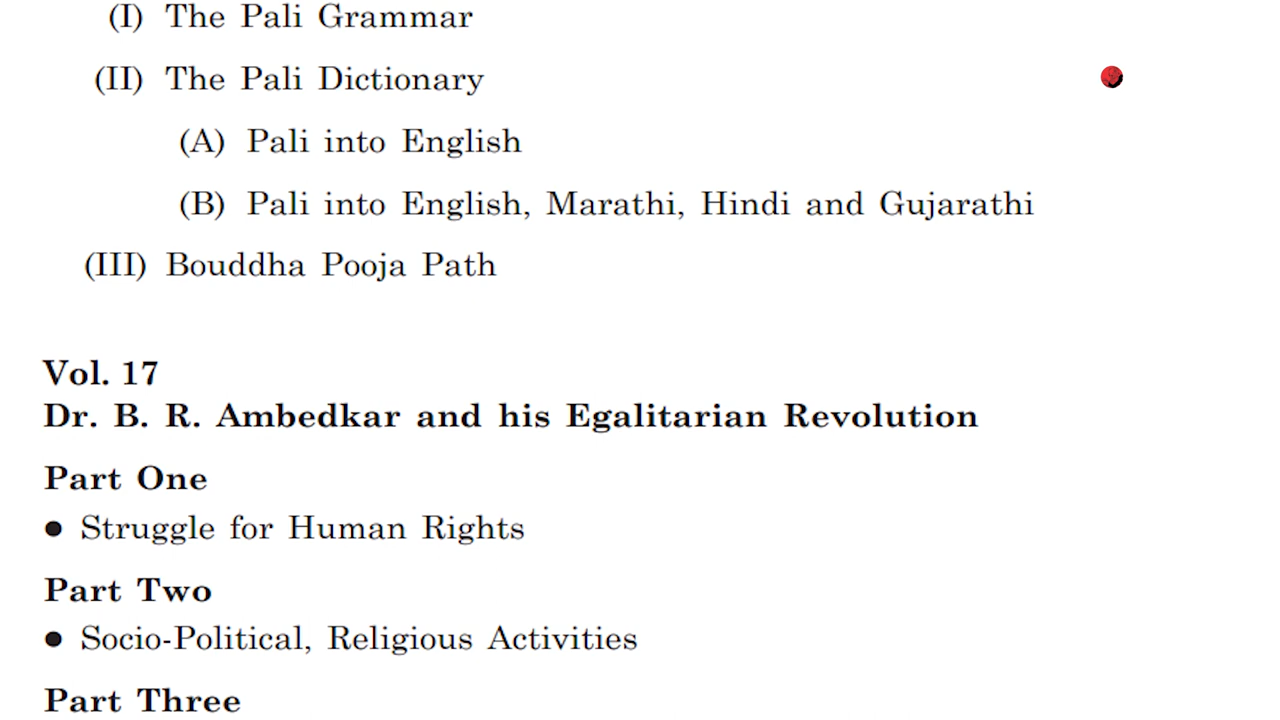 (I) The Pali Grammar
(II) The Pali Dictionary
(A) Pali into English
(B) Pali into English, Marathi, Hindi and Gujarathi
(III) Bouddha Pooja Path
Vol. 17
Dr. B. R. Ambedkar and his Egalitarian Revolution
Part One
● Struggle for Human Rights
Part Two
● Socio-Political, Religious Activities
Part Three